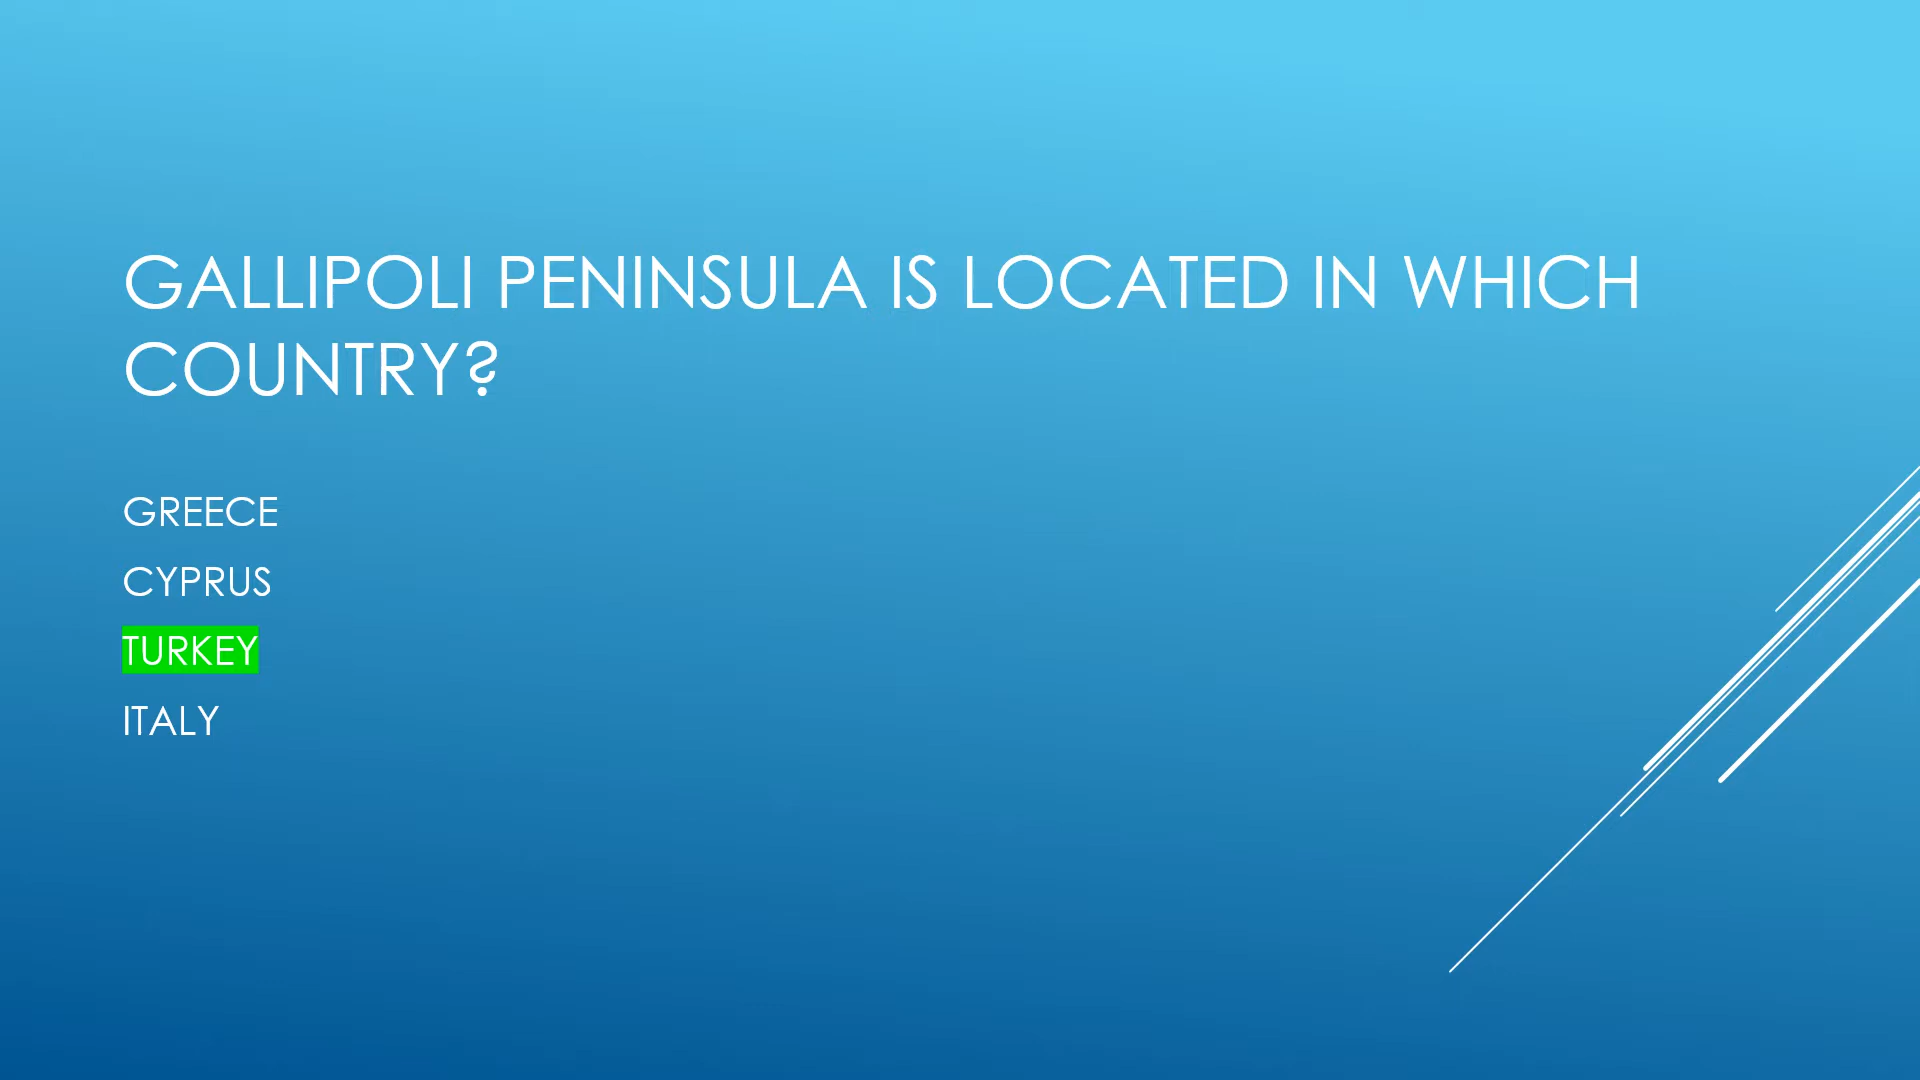 GALLIPOLI PENINSULA IS LOCATED IN WHICH
COUNTRY?
GREECE
CYPRUS
TURKEY
ITALY